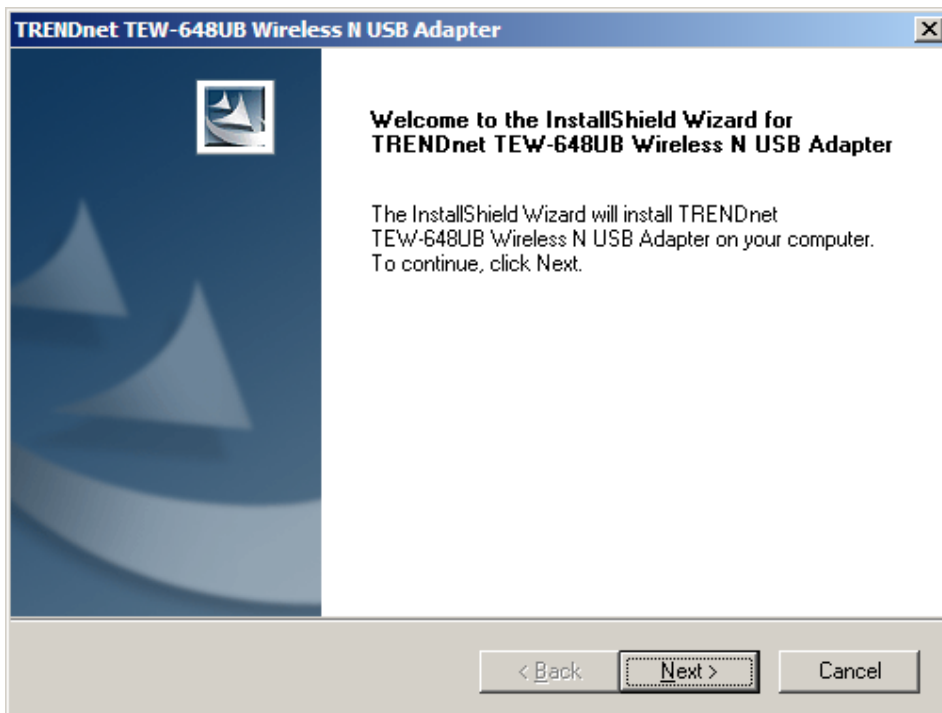 TRENDnet TEW-648UB Wireless N USB Adapter
Welcome to the InstallShield Wizard for
TRENDnet TEW-648UB Wireless N USB Adapter
The InstallShield Wizard will install TRENDnet
TEW-648UB Wireless N USB Adapter on your computer.
To continue, click Next.
< Back Next > Cancel